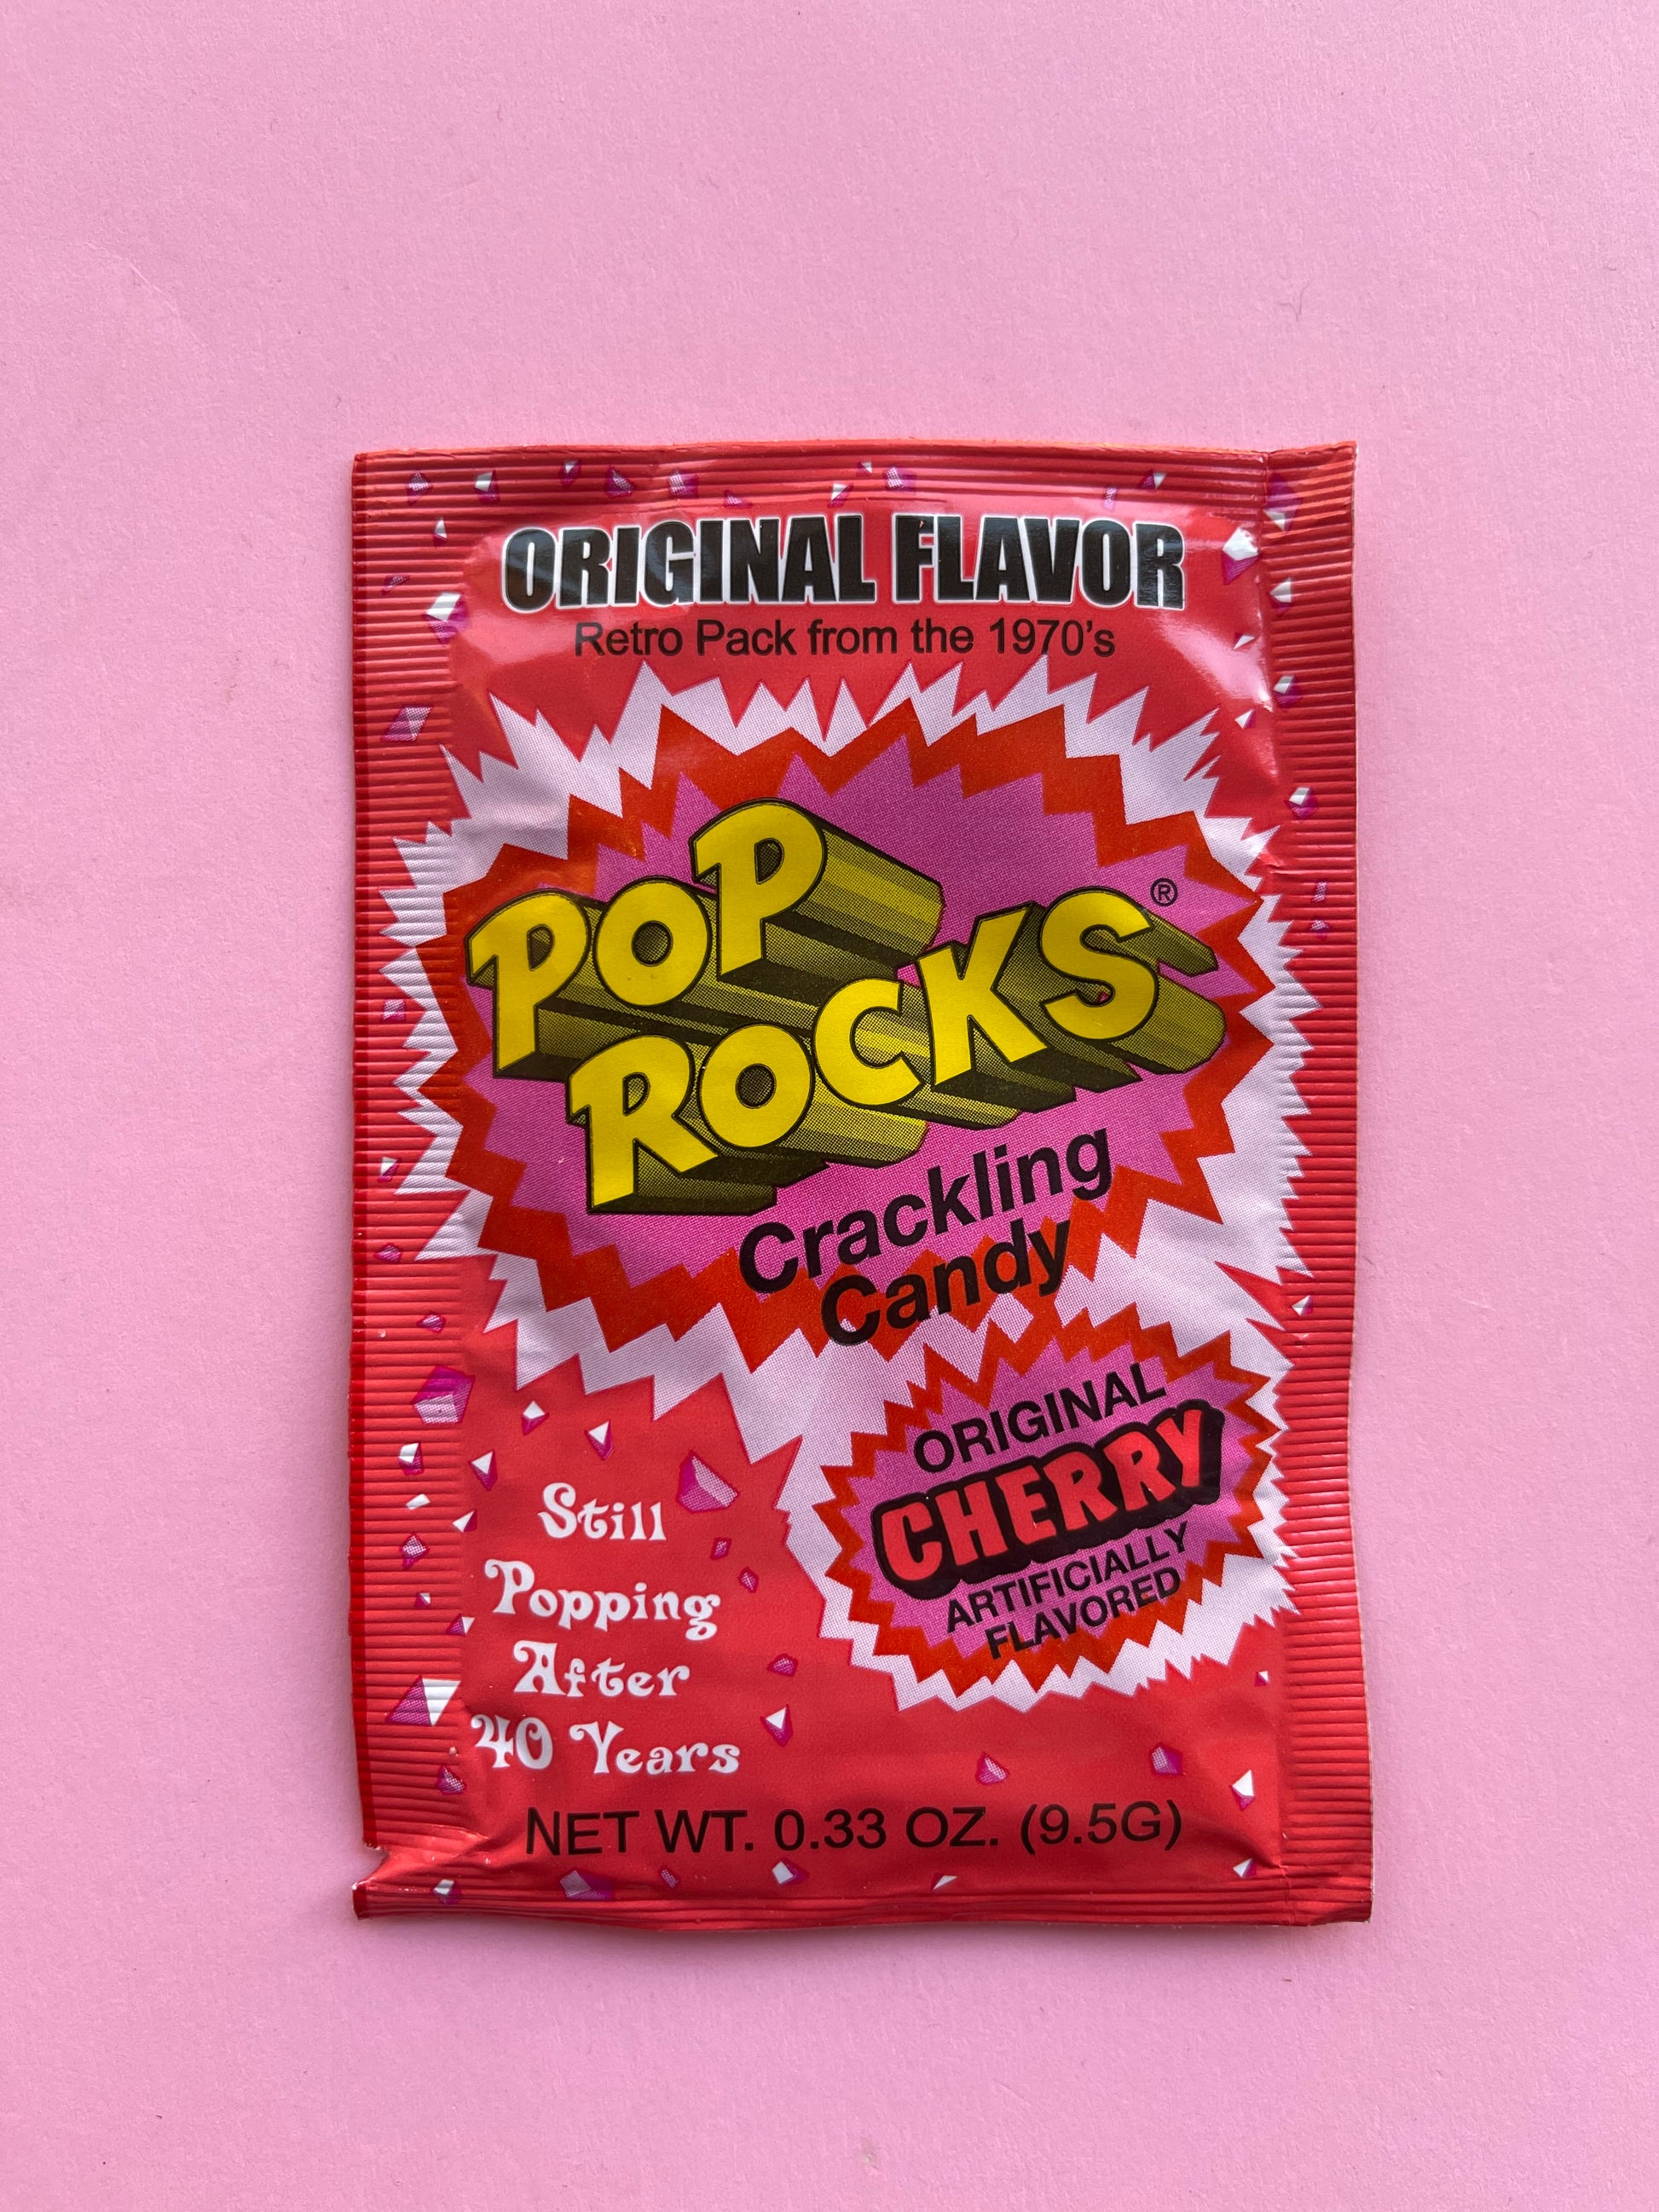 ORIGINAL FLAVOR
Retro Pack from the 1970's
POP
ROCKS®
Crackling
Candy
ORIGINAL
CHERRY
ARTIFICIALLY
FLAVORED
Still
Popping
After
40 Years
NET WT. 0.33 OZ. (9.5G)